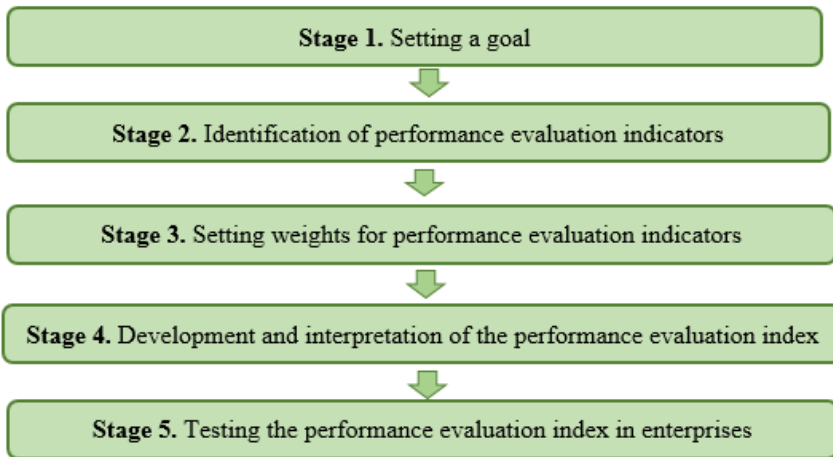 Stage 1. Setting a goal
Stage 2. Identification of performance evaluation indicators
Stage 3. Setting weights for performance evaluation indicators
Stage 4. Development and interpretation of the performance evaluation index
Stage 5. Testing the performance evaluation index in enterprises